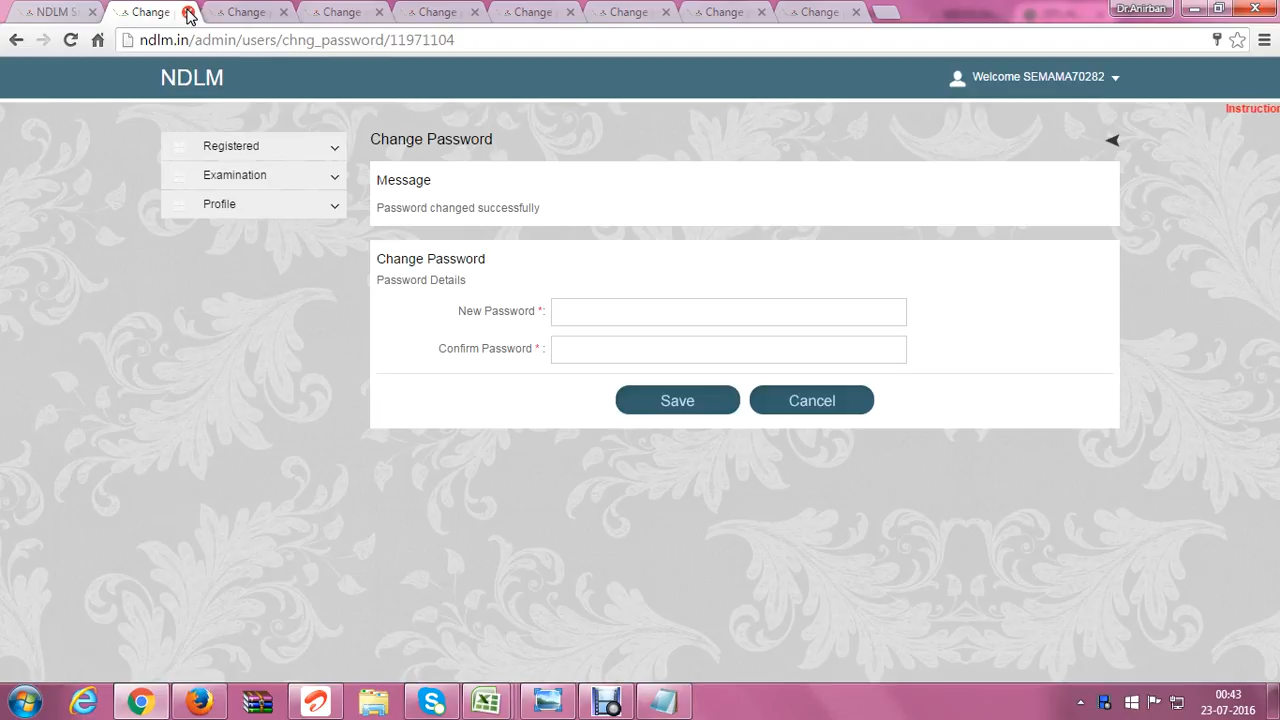 NDLM S
Change
Change
Change
Change
Change
Change
Change
Change
Dr.Anirban
ndlm.in/admin/users/chng_password/11971104
NDLM
Welcome SEMAMA70282
Instruction
Registered
Examination
Profile
Change Password
Message
Password changed successfully
Change Password
Password Details
New Password *:
Confirm Password * :
Save
Cancel
00:43
23-07-2016